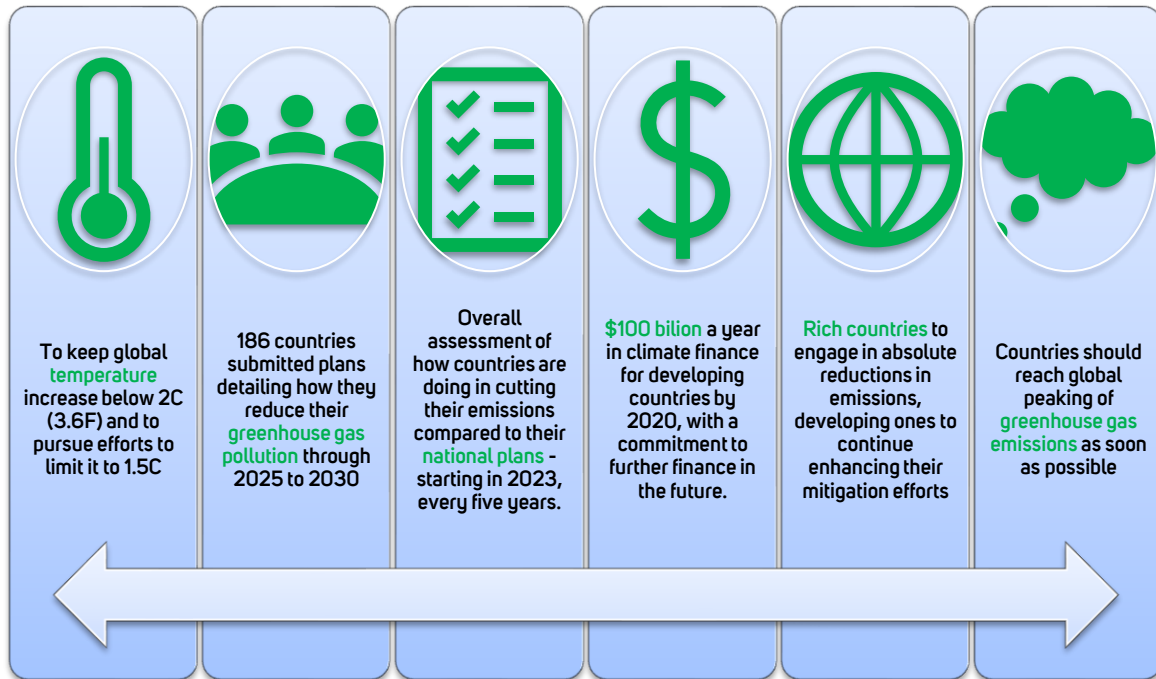 To keep global
temperature
increase below 2C
(3.6F) and to
pursue efforts to
limit it to 1.5C
186 countries
submitted plans
detailing how they
reduce their
greenhouse gas
pollution through
2025 to 2030
Overall
assessment of
how countries are
doing in cutting
their emissions
compared to their
national plans -
starting in 2023,
every five years.
$100 bilion a year
in climate finance
for developing
countries by
2020, with a
commitment to
further finance in
the future.
Rich countries to
engage in absolute
reductions in
emissions,
developing ones to
continue
enhancing their
mitigation efforts
Countries should
reach global
peaking of
greenhouse gas
emissions as soon
as possible